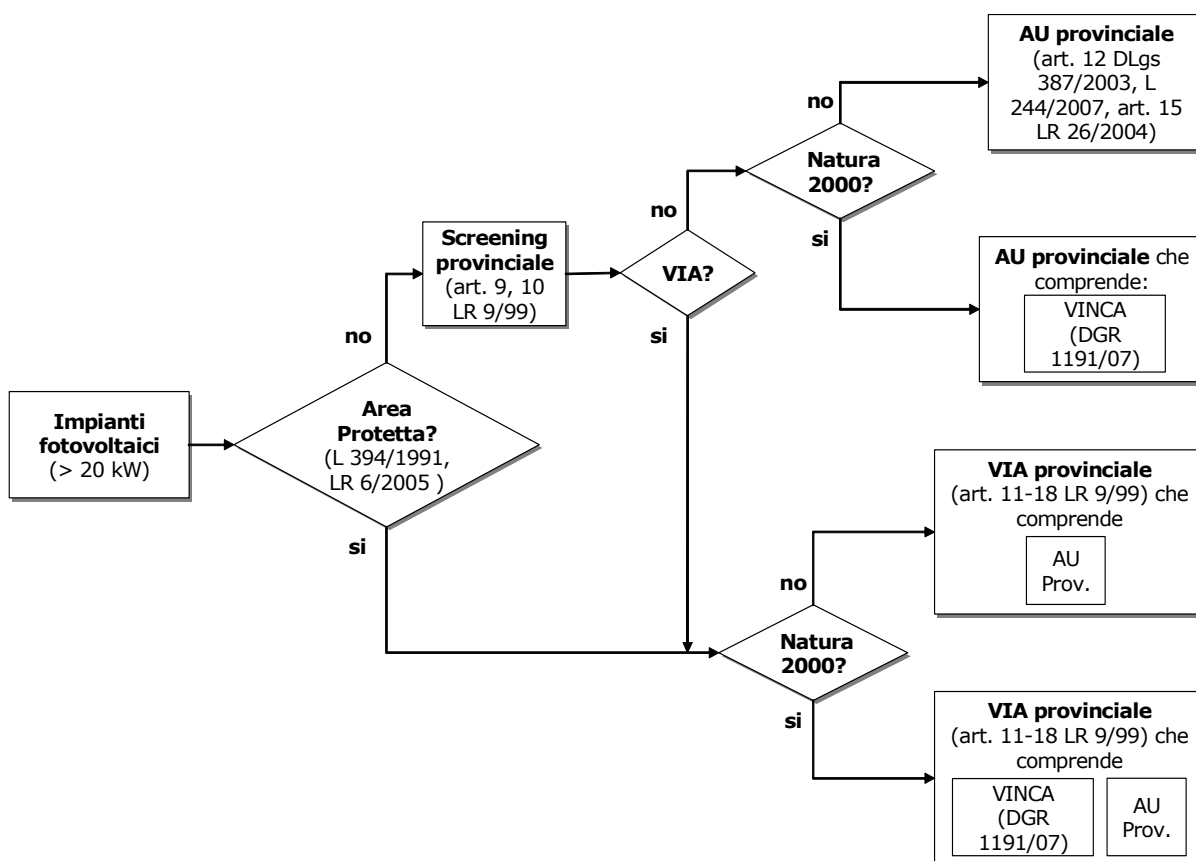 AU provinciale
(art. 12 DLgs
387/2003, L
244/2007, art. 15
LR 26/2004)
no
Natura
2000?
si
no
Screening
provinciale
(art. 9, 10
LR 9/99)
VIA?
si
AU provinciale che
comprende:
VINCA
(DGR
1191/07)
no
Impianti
fotovoltaici
(> 20 kW)
Area
Protetta?
(L 394/1991,
LR 6/2005 )
si
VIA provinciale
(art. 11-18 LR 9/99) che
comprende
AU
Prov.
no
Natura
2000?
si
VIA provinciale
(art. 11-18 LR 9/99) che
comprende
VINCA
(DGR
1191/07)
AU
Prov.